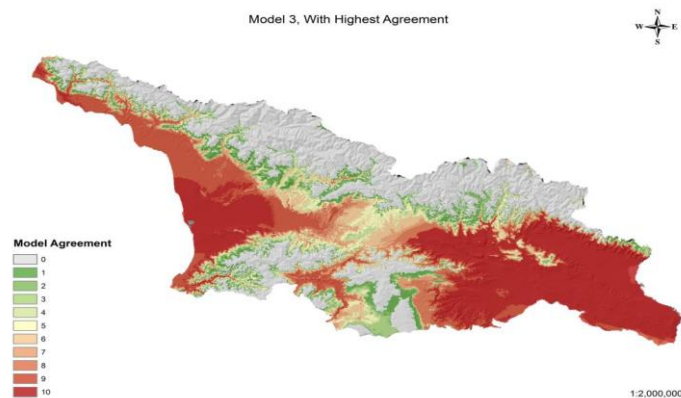 Model 3, With Highest Agreement
N
W E
S
Model Agreement
0
1
2
3
4
5
6
7
8
9
10
1:2,000,000